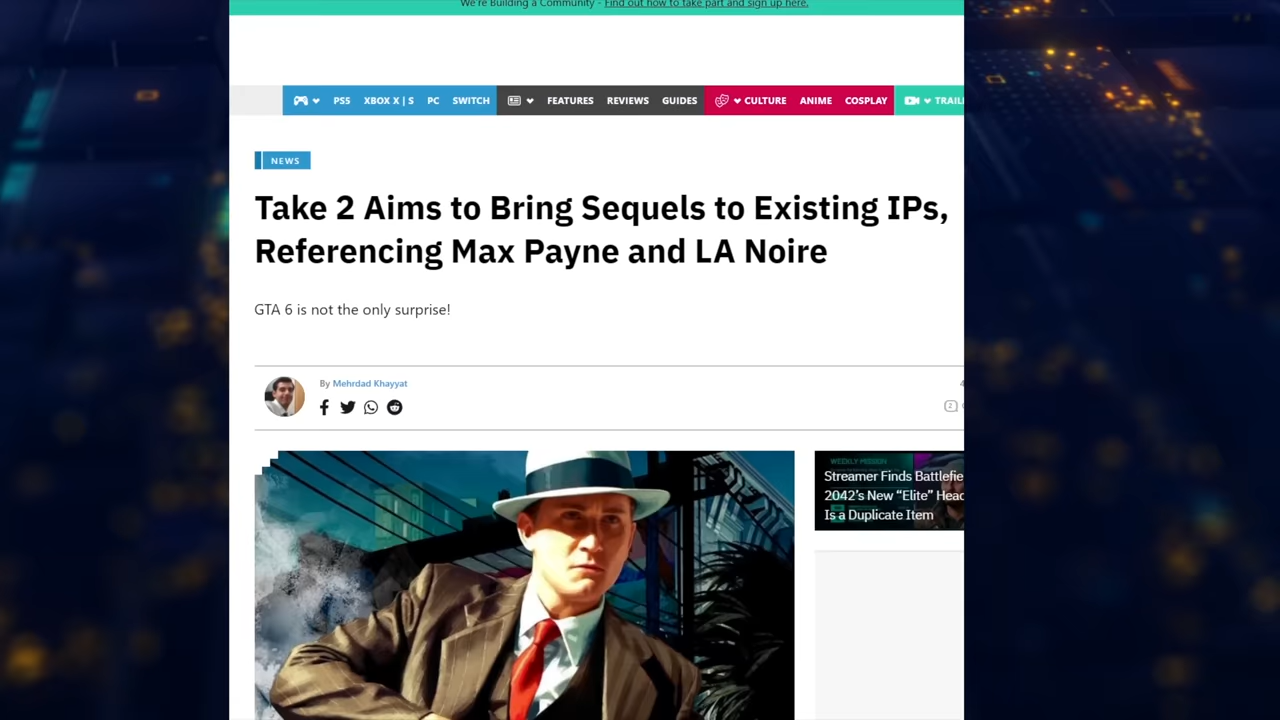 We're Building a Community - Find out how to take part and sign up here.
PS5 XBOX X | S PC SWITCH FEATURES REVIEWS GUIDES CULTURE ANIME COSPLAY
NEWS
Take 2 Aims to Bring Sequels to Existing IPs,
Referencing Max Payne and LA Noire
GTA 6 is not the only surprise!
By Mehrdad Khayyat
2
WEEKLY MISSION
Streamer Finds Battlefie
2042's New “Elite” Head
Is a Duplicate Item